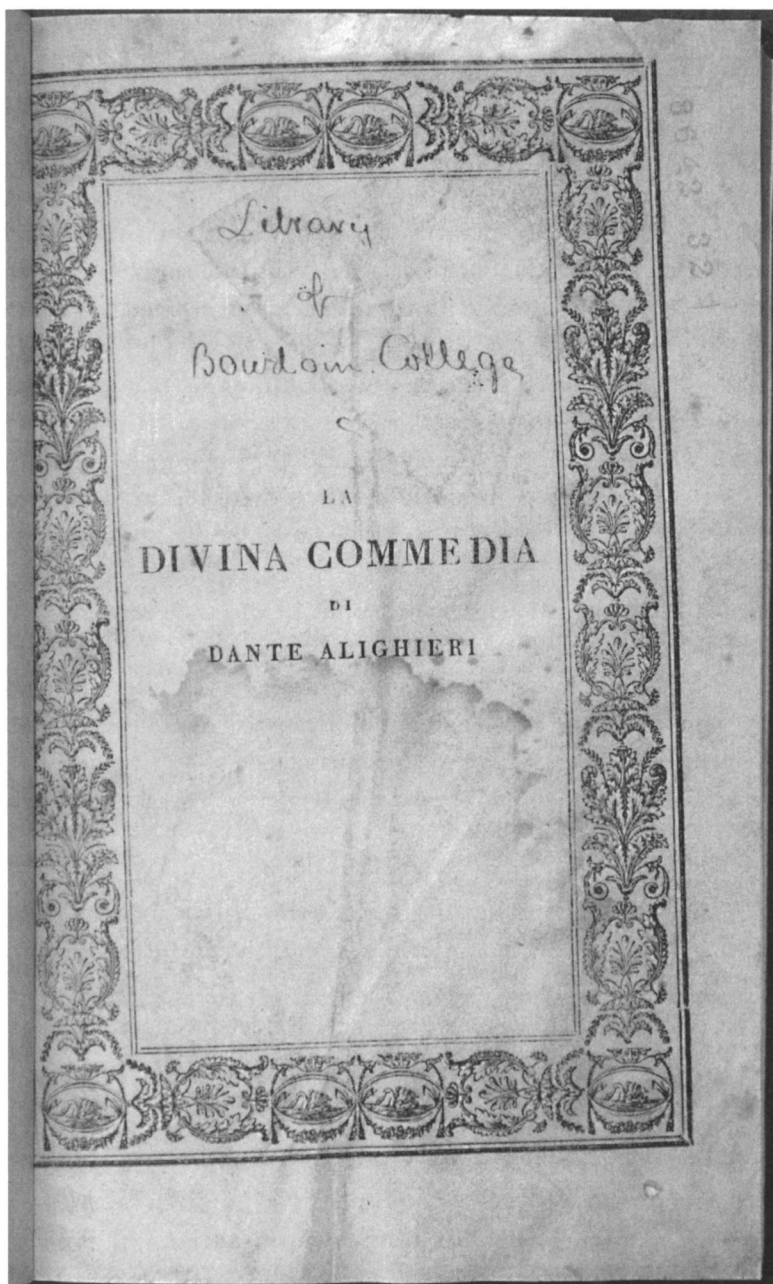 Library
of
Bowdoin College
LA
DIVINA COMMEDIA
DI
DANTE ALIGHIERI